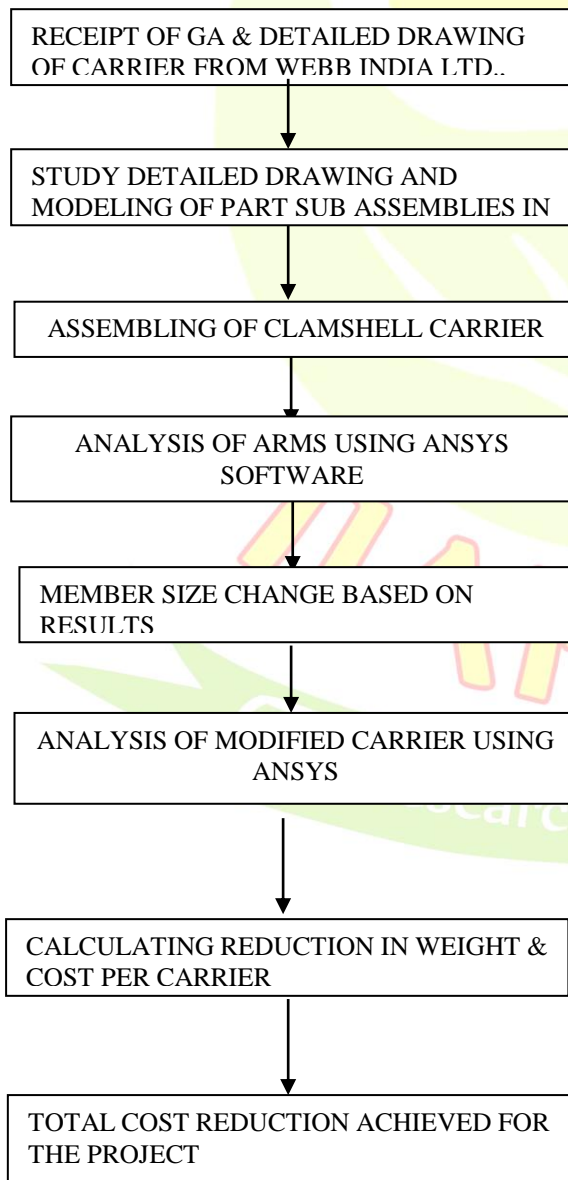 RECEIPT OF GA & DETAILED DRAWING
OF CARRIER FROM WEBB INDIA LTD..
STUDY DETAILED DRAWING AND
MODELING OF PART SUB ASSEMBLIES IN
ASSEMBLING OF CLAMSHELL CARRIER
ANALYSIS OF ARMS USING ANSYS
SOFTWARE
MEMBER SIZE CHANGE BASED ON
RESULTS
ANALYSIS OF MODIFIED CARRIER USING
ANSYS
CALCULATING REDUCTION IN WEIGHT &
COST PER CARRIER
TOTAL COST REDUCTION ACHIEVED FOR
THE PROJECT